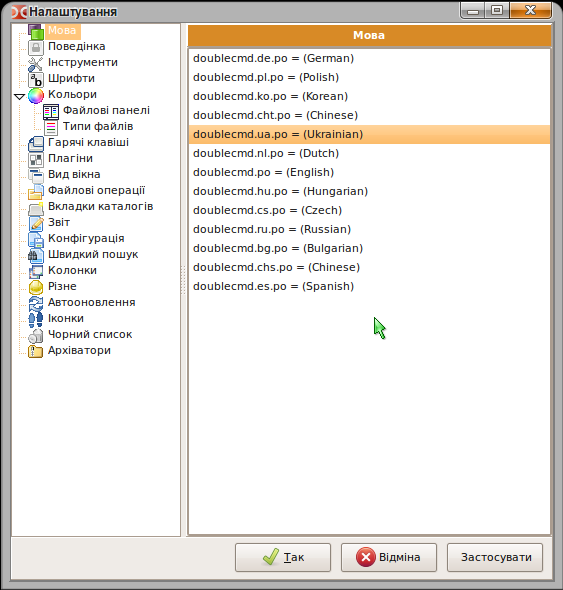 Налаштування
Мова
Поведінка
Інструменти
Шрифти
Кольори
Файлові панелі
Типи файлів
Гарячі клавіші
Плагіни
Вид вікна
Файлові операції
Вкладки каталогів
Звіт
Конфігурація
Швидкий пошук
Колонки
Різне
Автооновлення
Іконки
Чорний список
Архіватори
Мова
doublecmd.de.po = (German)
doublecmd.pl.po = (Polish)
doublecmd.ko.po = (Korean)
doublecmd.cht.po = (Chinese)
doublecmd.ua.po = (Ukrainian)
doublecmd.nl.po = (Dutch)
doublecmd.po = (English)
doublecmd.hu.po = (Hungarian)
doublecmd.cs.po = (Czech)
doublecmd.ru.po = (Russian)
doublecmd.bg.po = (Bulgarian)
doublecmd.chs.po = (Chinese)
doublecmd.es.po = (Spanish)
Так
Відміна
Застосувати